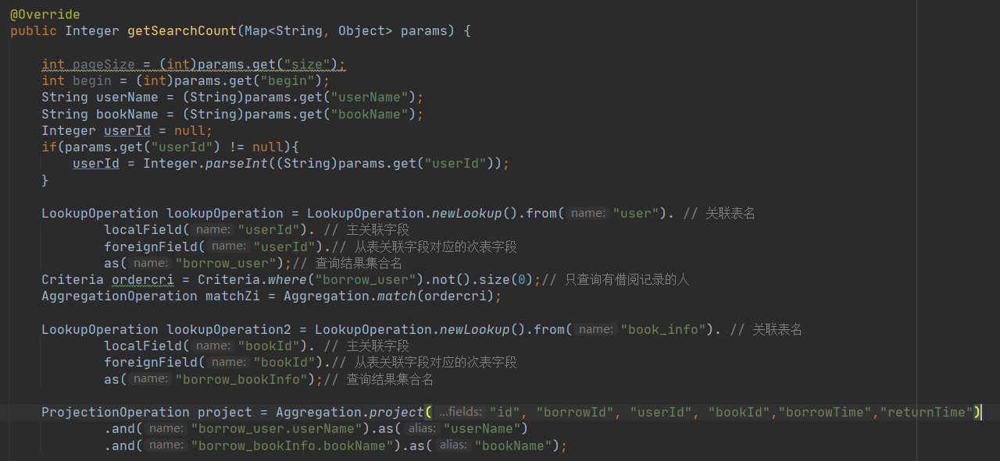 @Override
public Integer getSearchCount(Map<String, Object> params) {
int pageSize = (int)params.get("size");
int begin = (int)params.get("begin");
String userName = (String)params.get("userName");
String bookName = (String)params.get("bookName");
Integer userId = null;
if(params.get("userId") != null){
userId = Integer.parseInt((String)params.get("userId"));
}
LookupOperation lookupOperation = LookupOperation.newLookup().from( name: "user"). // 关联表名
localField( name: "userId"). // 主关联字段
foreignField( name: "userId").// 从表关联字段对应的次表字段
as( name: "borrow_user");// 查询结果集合名
Criteria ordercri = Criteria.where("borrow_user").not().size(0);// 只查询有借阅记录的人
AggregationOperation matchZi = Aggregation.match(ordercri);
LookupOperation lookupOperation2 = LookupOperation.newLookup().from( name: "book_info"). // 关联表名
localField( name: "bookId"). // 主关联字段
foreignField( name: "bookId").// 从表关联字段对应的次表字段
as( name: "borrow_bookInfo");// 查询结果集合名
ProjectionOperation project = Aggregation.project( ...fields: "id", "borrowId", "userId", "bookId","borrowTime","returnTime")
.and( name: "borrow_user.userName").as( alias: "userName")
.and( name: "borrow_bookInfo.bookName").as( alias: "bookName");